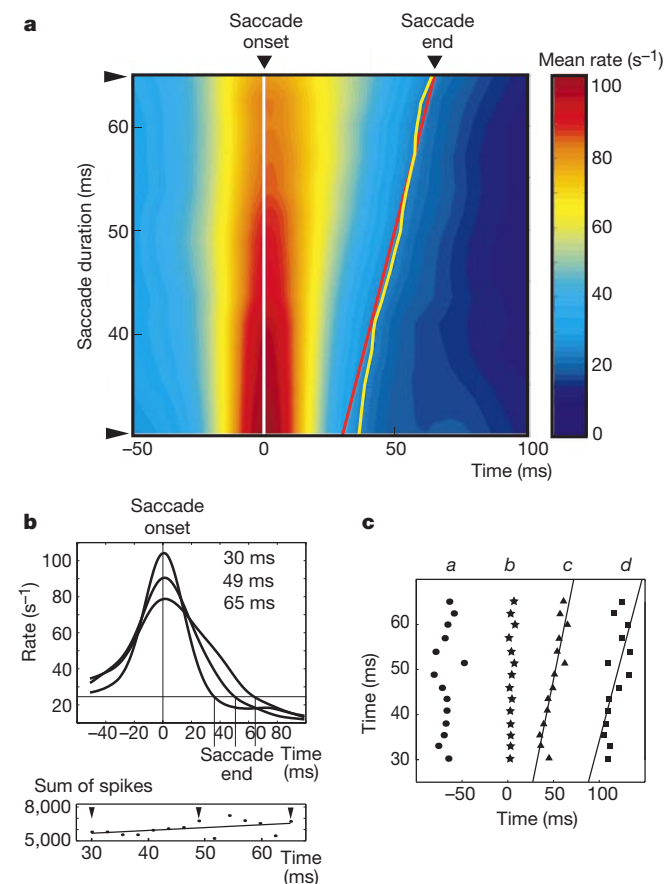 a
Saccade onset
Saccade end
Mean rate (s⁻¹)
100
80
60
40
20
0
Saccade duration (ms)
60
50
40
−50
0
50
100
Time (ms)
b
Saccade onset
Rate (s⁻¹)
100
80
60
40
20
30 ms
49 ms
65 ms
−40 −20 0 20 40 60 80
Saccade end
Time (ms)
Sum of spikes
8,000
5,000
30 40 50 60
Time (ms)
c
a b c d
Time (ms)
60
50
40
30
−50 0 50 100
Time (ms)